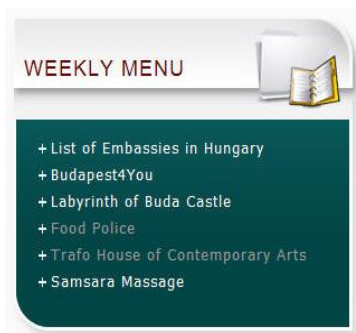 WEEKLY MENU
+ List of Embassies in Hungary
+ Budapest4You
+ Labyrinth of Buda Castle
+ Food Police
+ Trafo House of Contemporary Arts
+ Samsara Massage